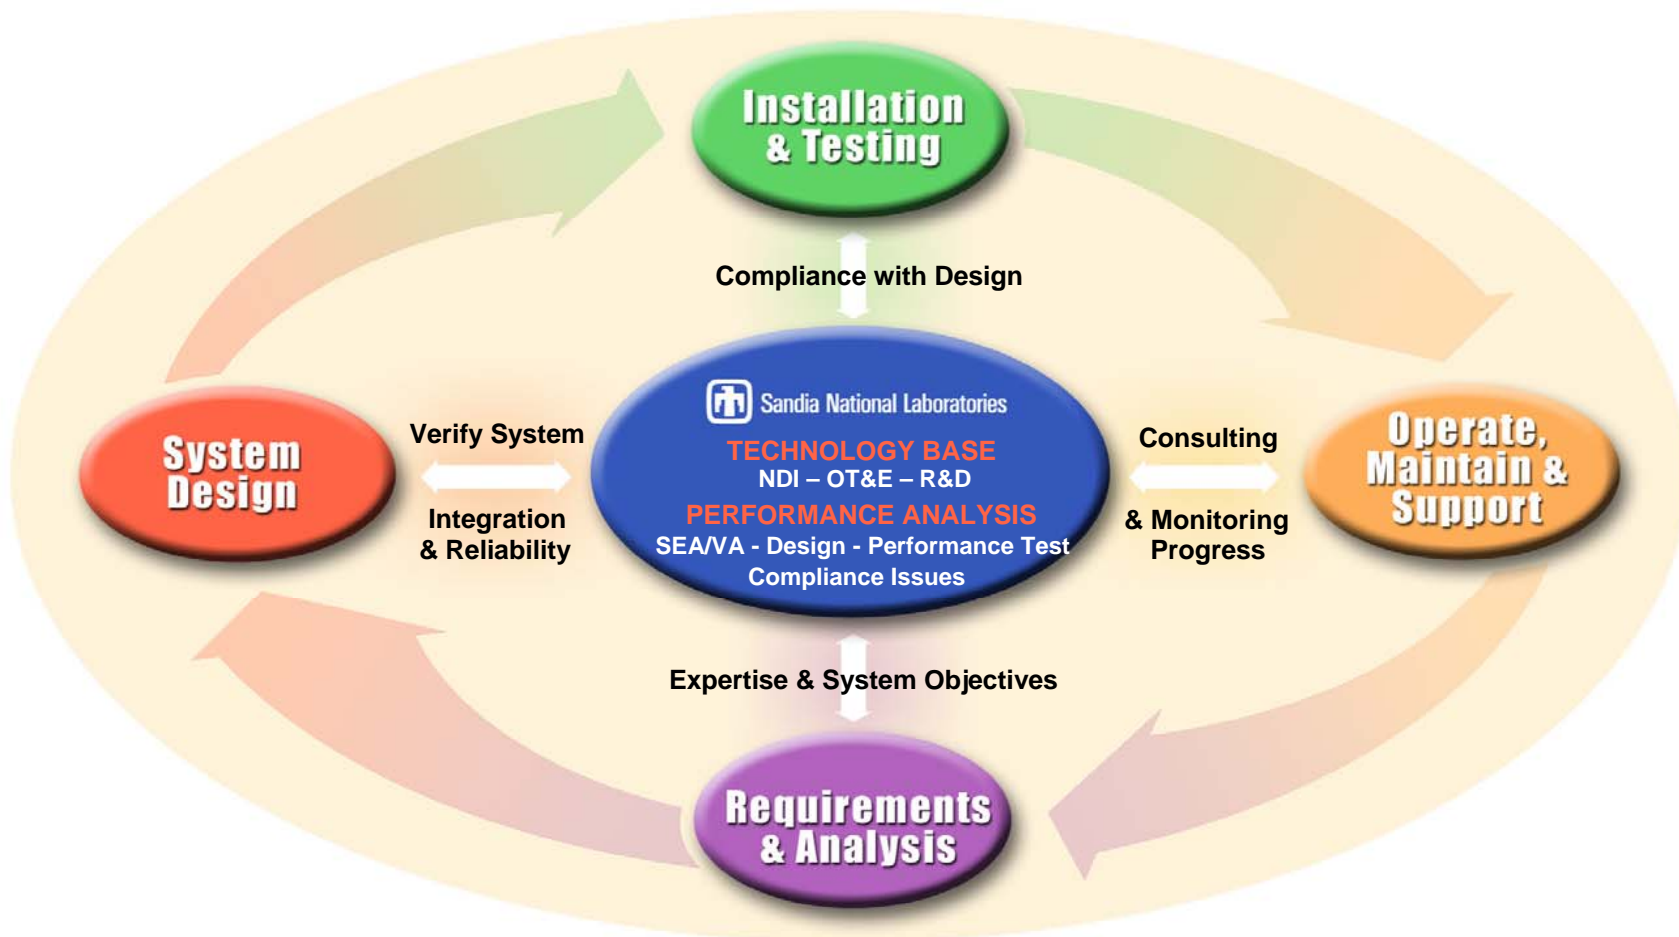 Installation
& Testing
Compliance with Design
System
Design
Verify System
Integration
& Reliability
Sandia National Laboratories
TECHNOLOGY BASE
NDI – OT&E – R&D
PERFORMANCE ANALYSIS
SEA/VA - Design - Performance Test
Compliance Issues
Consulting
& Monitoring
Progress
Operate,
Maintain &
Support
Expertise & System Objectives
Requirements
& Analysis